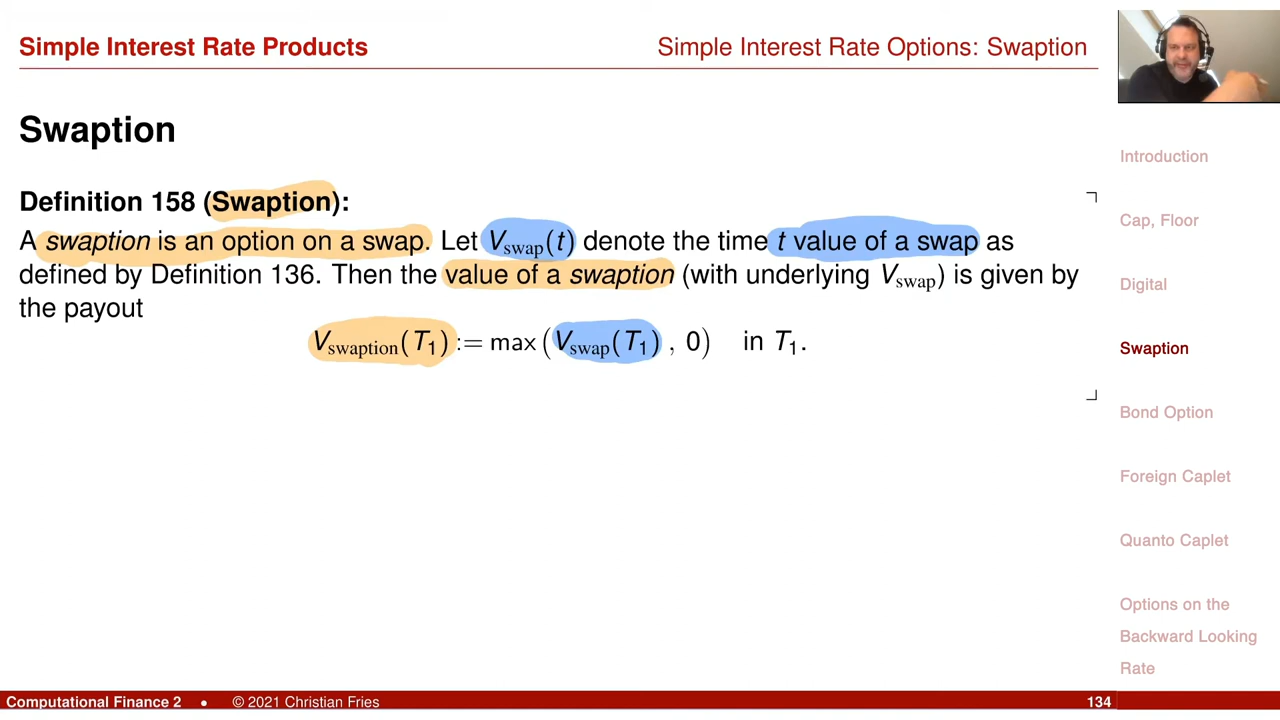 Simple Interest Rate Products
Simple Interest Rate Options: Swaption
Swaption
Definition 158 (Swaption):
A swaption is an option on a swap. Let V_swap(t) denote the time t value of a swap as
defined by Definition 136. Then the value of a swaption (with underlying V_swap) is given by
the payout
V_swaption(T_1) := max(V_swap(T_1) , 0) in T_1.
Introduction
Cap, Floor
Digital
Swaption
Bond Option
Foreign Caplet
Quanto Caplet
Options on the
Backward Looking
Rate
Computational Finance 2 • © 2021 Christian Fries
134